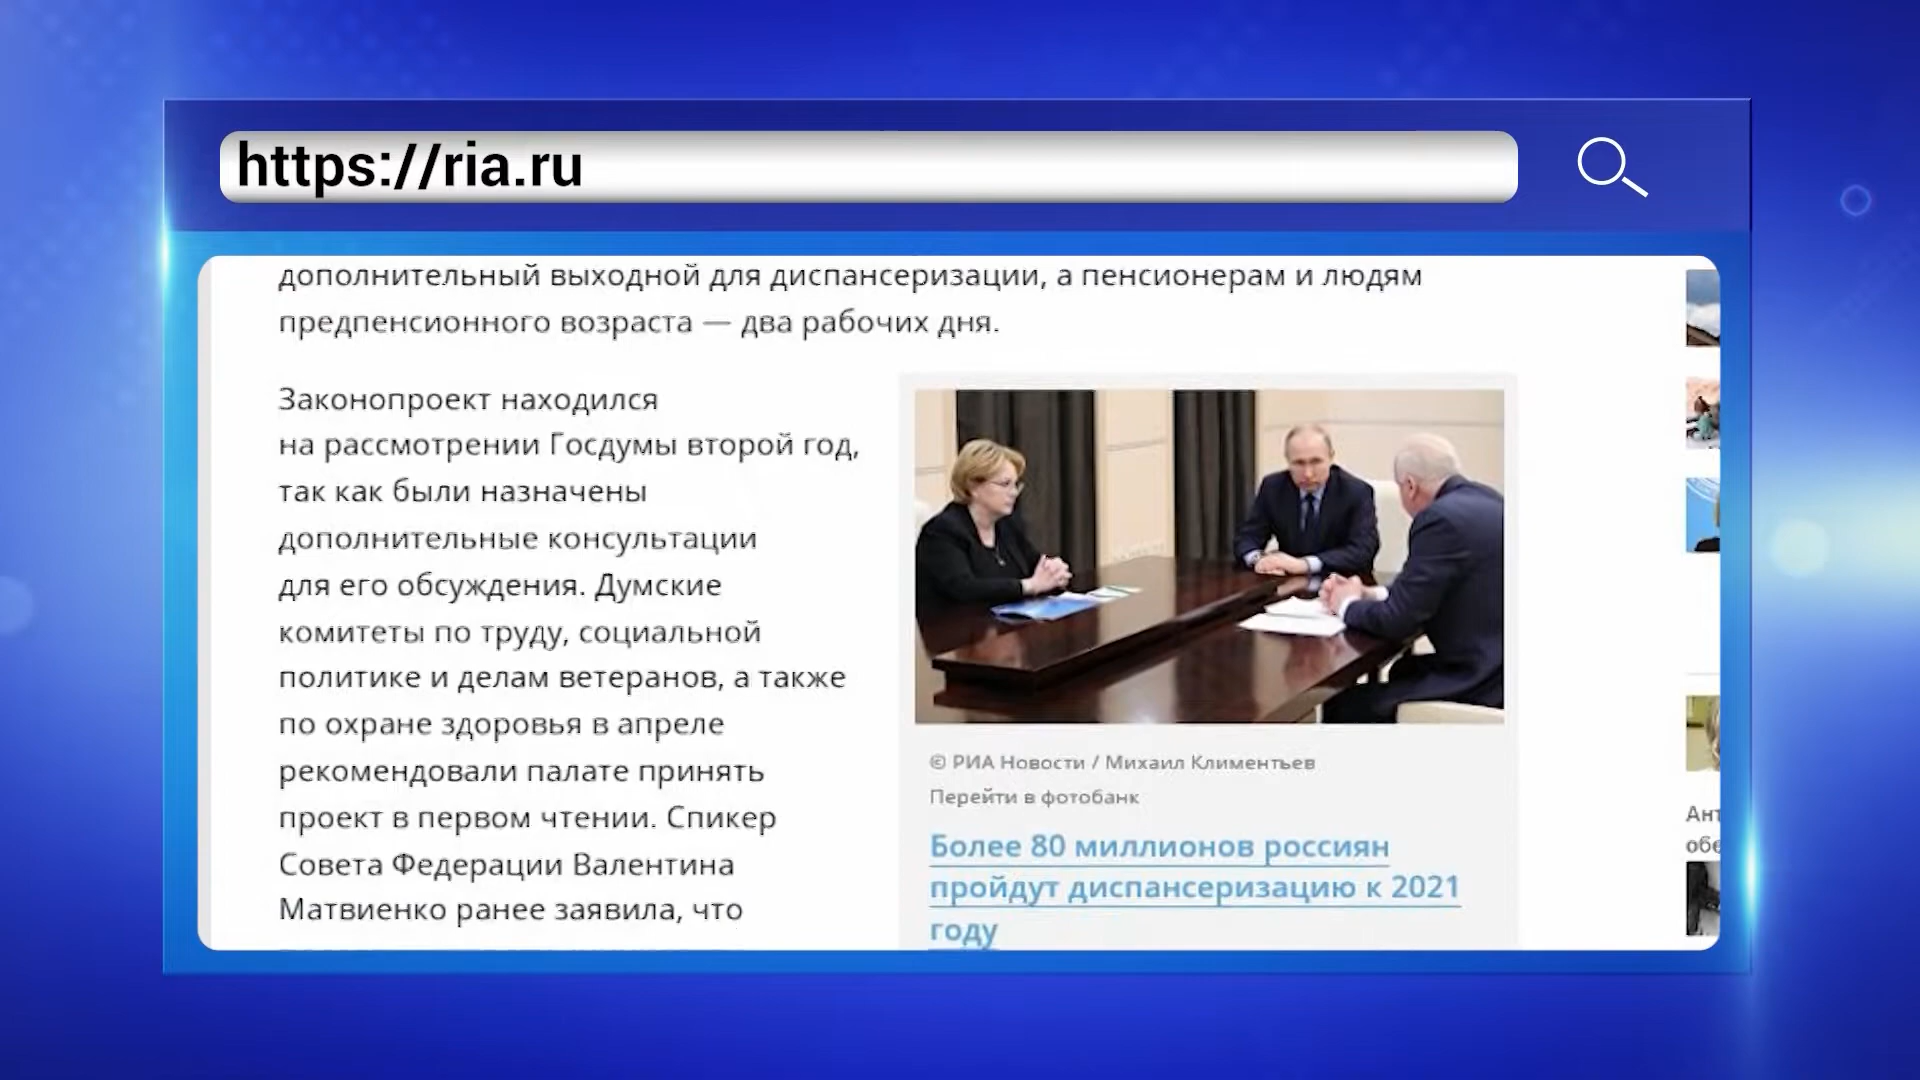 https://ria.ru
дополнительный выходной для диспансеризации, а пенсионерам и людям
предпенсионного возраста — два рабочих дня.
Законопроект находился
на рассмотрении Госдумы второй год,
так как были назначены
дополнительные консультации
для его обсуждения. Думские
комитеты по труду, социальной
политике и делам ветеранов, а также
по охране здоровья в апреле
рекомендовали палате принять
проект в первом чтении. Спикер
Совета Федерации Валентина
Матвиенко ранее заявила, что
© РИА Новости / Михаил Климентьев
Перейти в фотобанк
Более 80 миллионов россиян
пройдут диспансеризацию к 2021
году